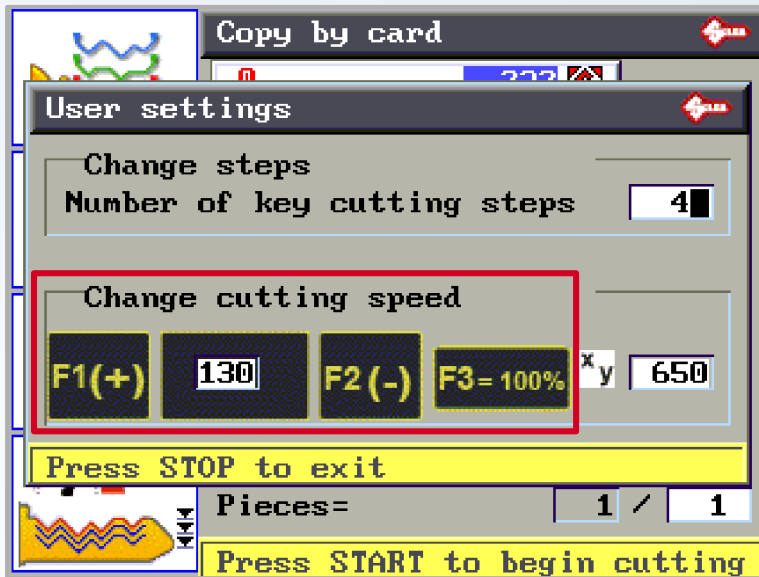 Copy by card
User settings
Change steps
Number of key cutting steps 4
Change cutting speed
F1(+) 130 F2(-) F3=100% x y 650
Press STOP to exit
Pieces= 1 / 1
Press START to begin cutting